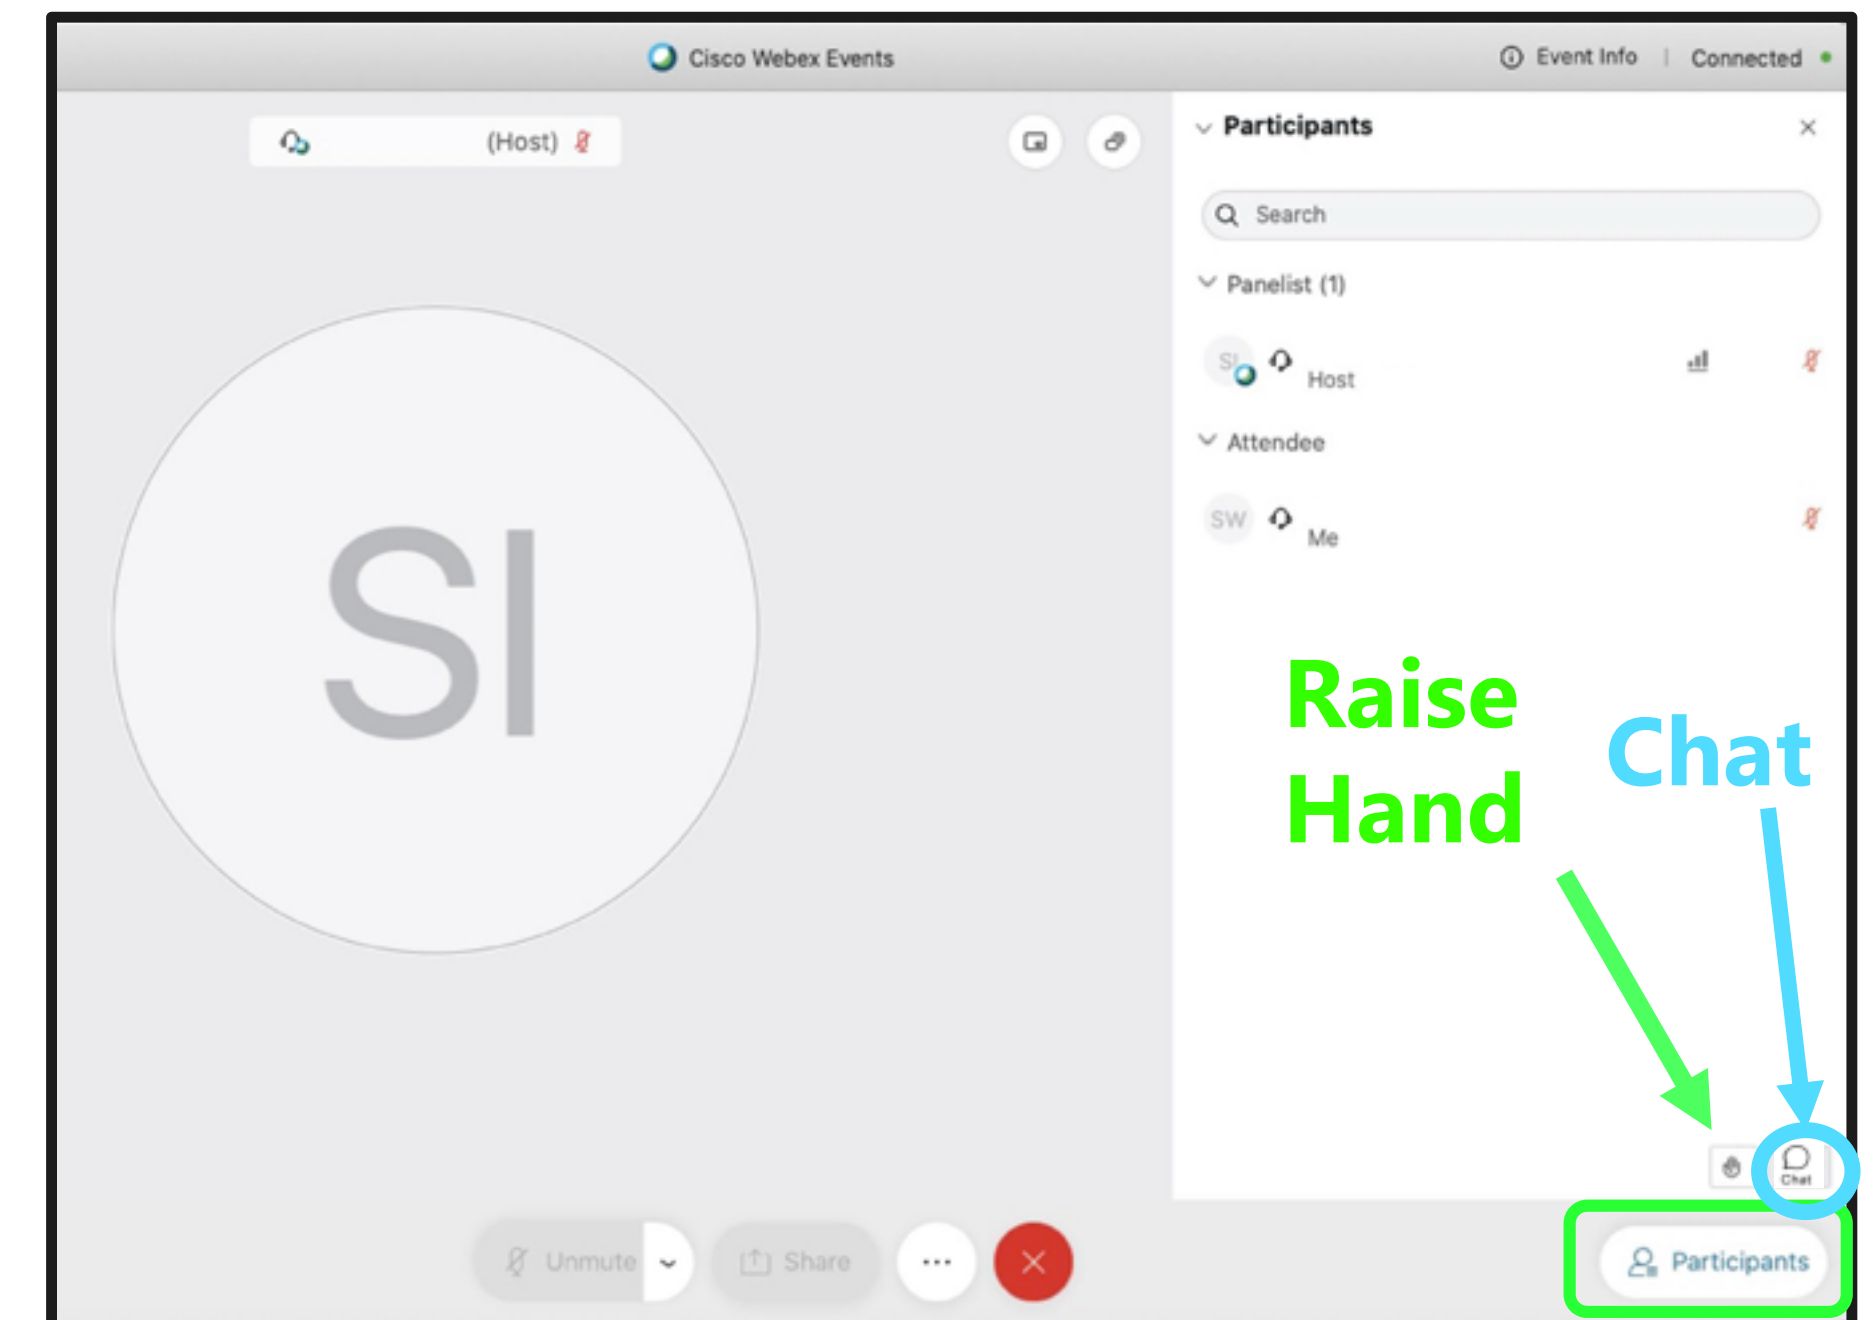 Cisco Webex Events
Event Info | Connected
(Host)
SI
Participants
Search
Panelist (1)
SI
Host
Attendee
SW
Me
Raise
Hand
Chat
Chat
Unmute
Share
Participants